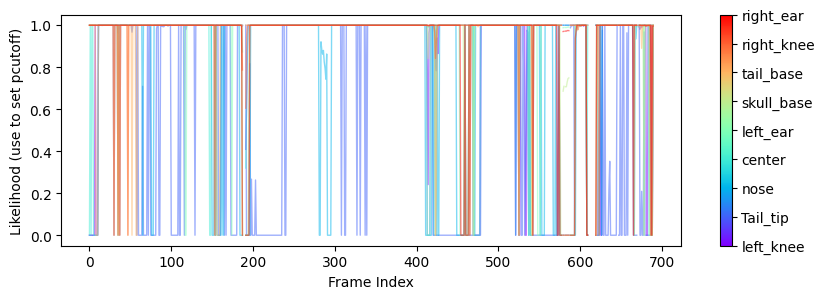 Likelihood (use to set pcutoff)
1.0
0.8
0.6
0.4
0.2
0.0
0
100
200
300
400
500
600
700
Frame Index
right_ear
right_knee
tail_base
skull_base
left_ear
center
nose
Tail_tip
left_knee